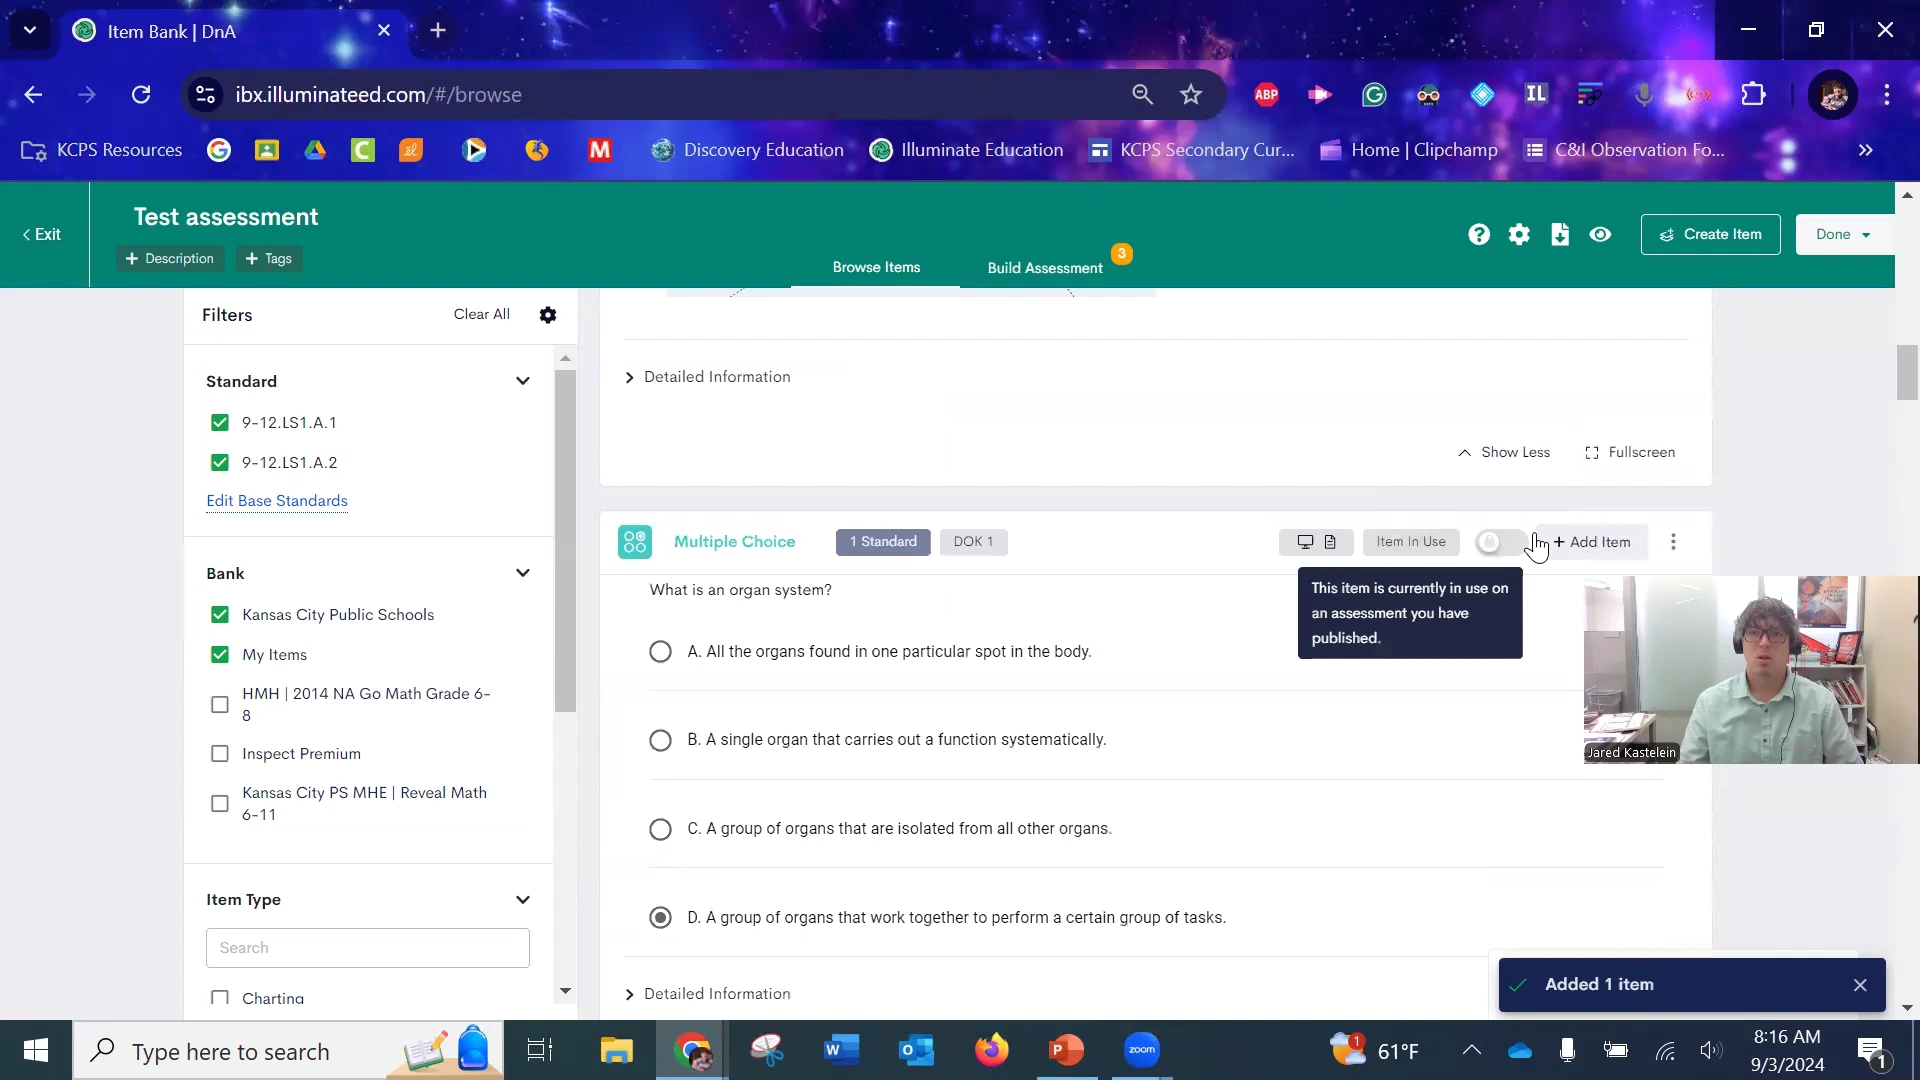 Item Bank | DnA
ibx.illuminateed.com/#/browse
ABP
IL
KCPS Resources
Discovery Education
Illuminate Education
KCPS Secondary Cur...
Home | Clipchamp
C&I Observation Fo...
Exit
Test assessment
Description
Tags
Browse Items
Build Assessment
3
Create Item
Done
Filters
Clear All
Standard
9-12.LS1.A.1
9-12.LS1.A.2
Edit Base Standards
Bank
Kansas City Public Schools
My Items
HMH | 2014 NA Go Math Grade 6-
8
Inspect Premium
Kansas City PS MHE | Reveal Math
6-11
Item Type
Search
Charting
Detailed Information
Show Less
Fullscreen
Multiple Choice
1 Standard
DOK 1
Item In Use
+ Add Item
This item is currently in use on
an assessment you have
published.
What is an organ system?
A. All the organs found in one particular spot in the body.
B. A single organ that carries out a function systematically.
C. A group of organs that are isolated from all other organs.
D. A group of organs that work together to perform a certain group of tasks.
Detailed Information
Jared Kastelein
Added 1 item
Type here to search
zoom
1
61°F
8:16 AM
9/3/2024
1